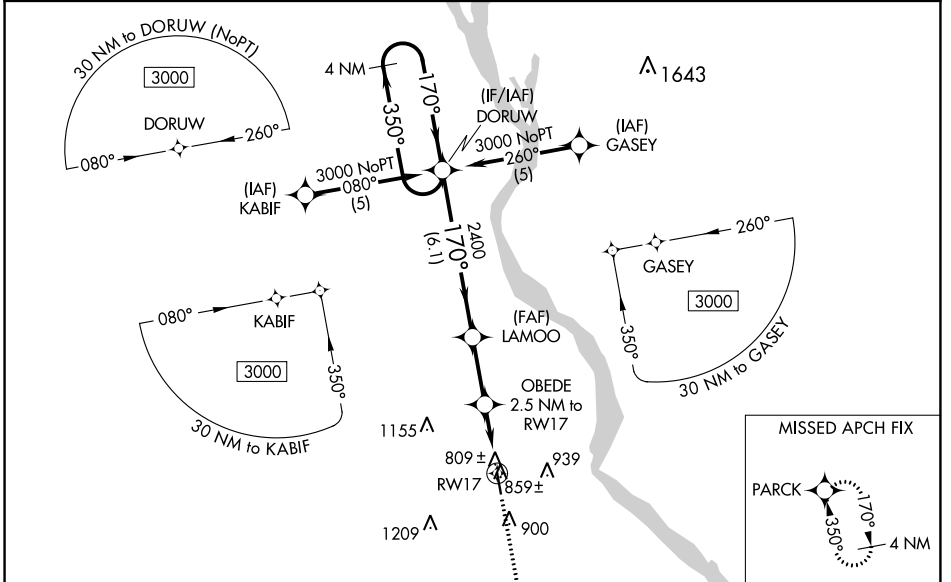 30 NM to DORUW (NoPT)
3000
DORUW
080°
260°
4 NM
170°
350°
(IF/IAF)
DORUW
1643
(IAF)
GASEY
3000 NoPT
260°
(5)
3000 NoPT
080°
(5)
(IAF)
KABIF
2400
170°
(6.1)
260°
GASEY
3000
350°
30 NM to GASEY
080°
KABIF
3000
350°
30 NM to KABIF
(FAF)
LAMOO
OBEDE
2.5 NM to
RW17
1155
809 ±
939
RW17
859 ±
1209
900
MISSED APCH FIX
PARCK
170°
350°
4 NM